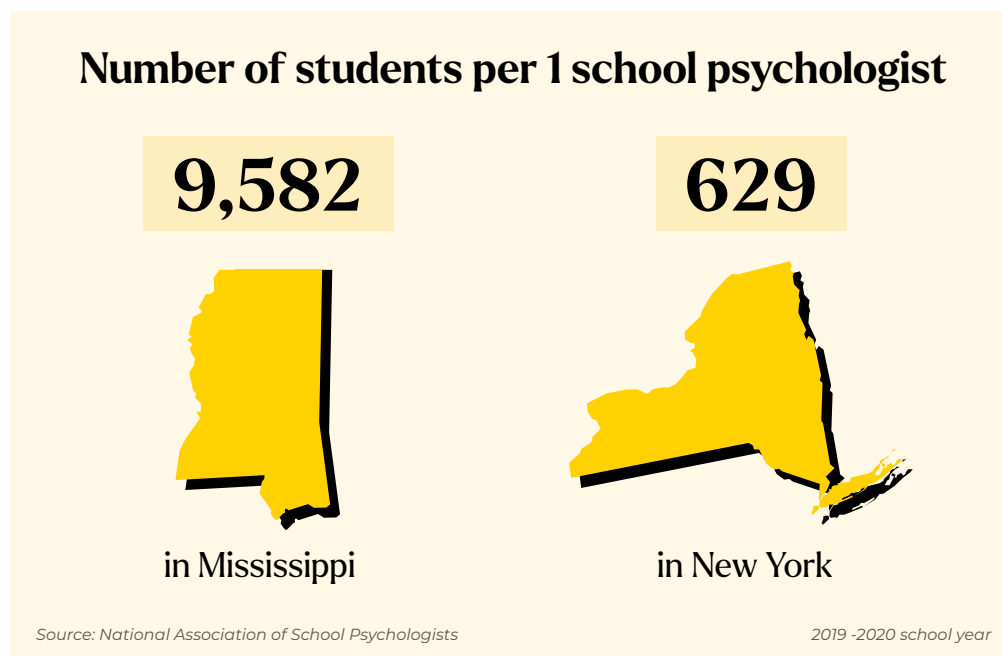 Number of students per 1 school psychologist
9,582
629
in Mississippi
in New York
Source: National Association of School Psychologists
2019 -2020 school year